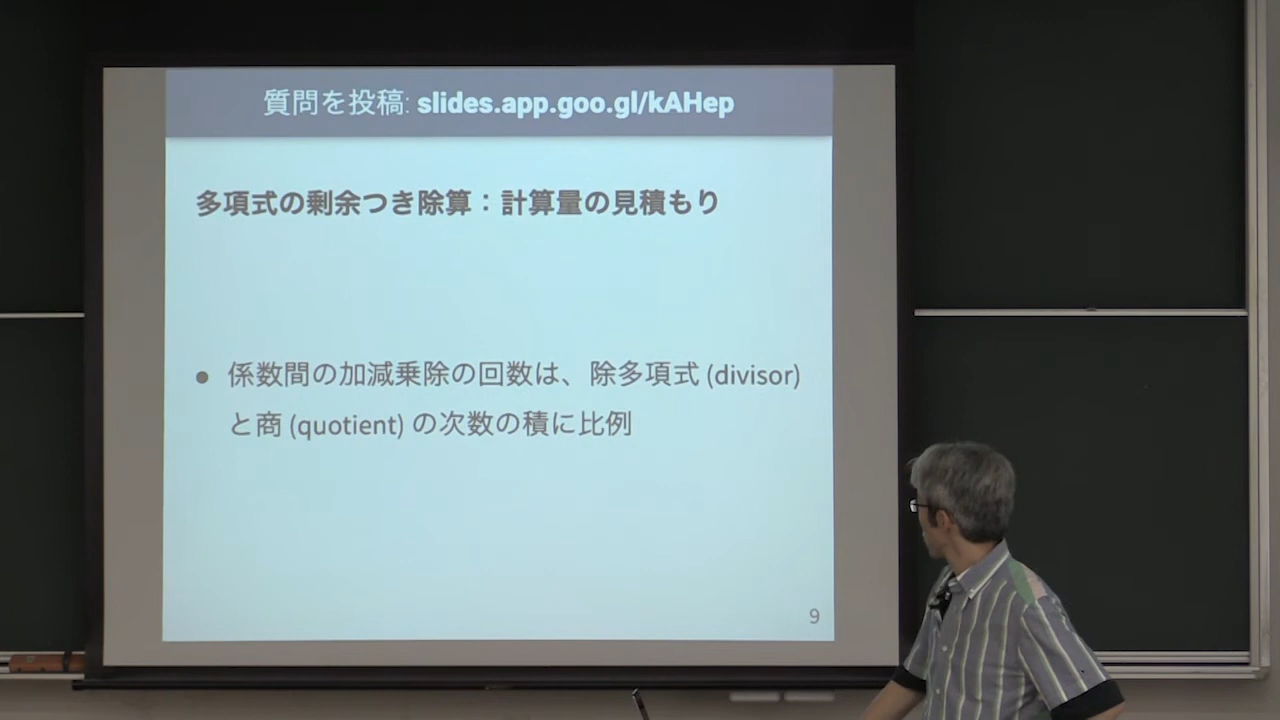 質問を投稿: slides.app.goo.gl/kAHep
多項式の剰余つき除算：計算量の見積もり
● 係数間の加減乗除の回数は、除多項式 (divisor)
と商 (quotient) の次数の積に比例
9